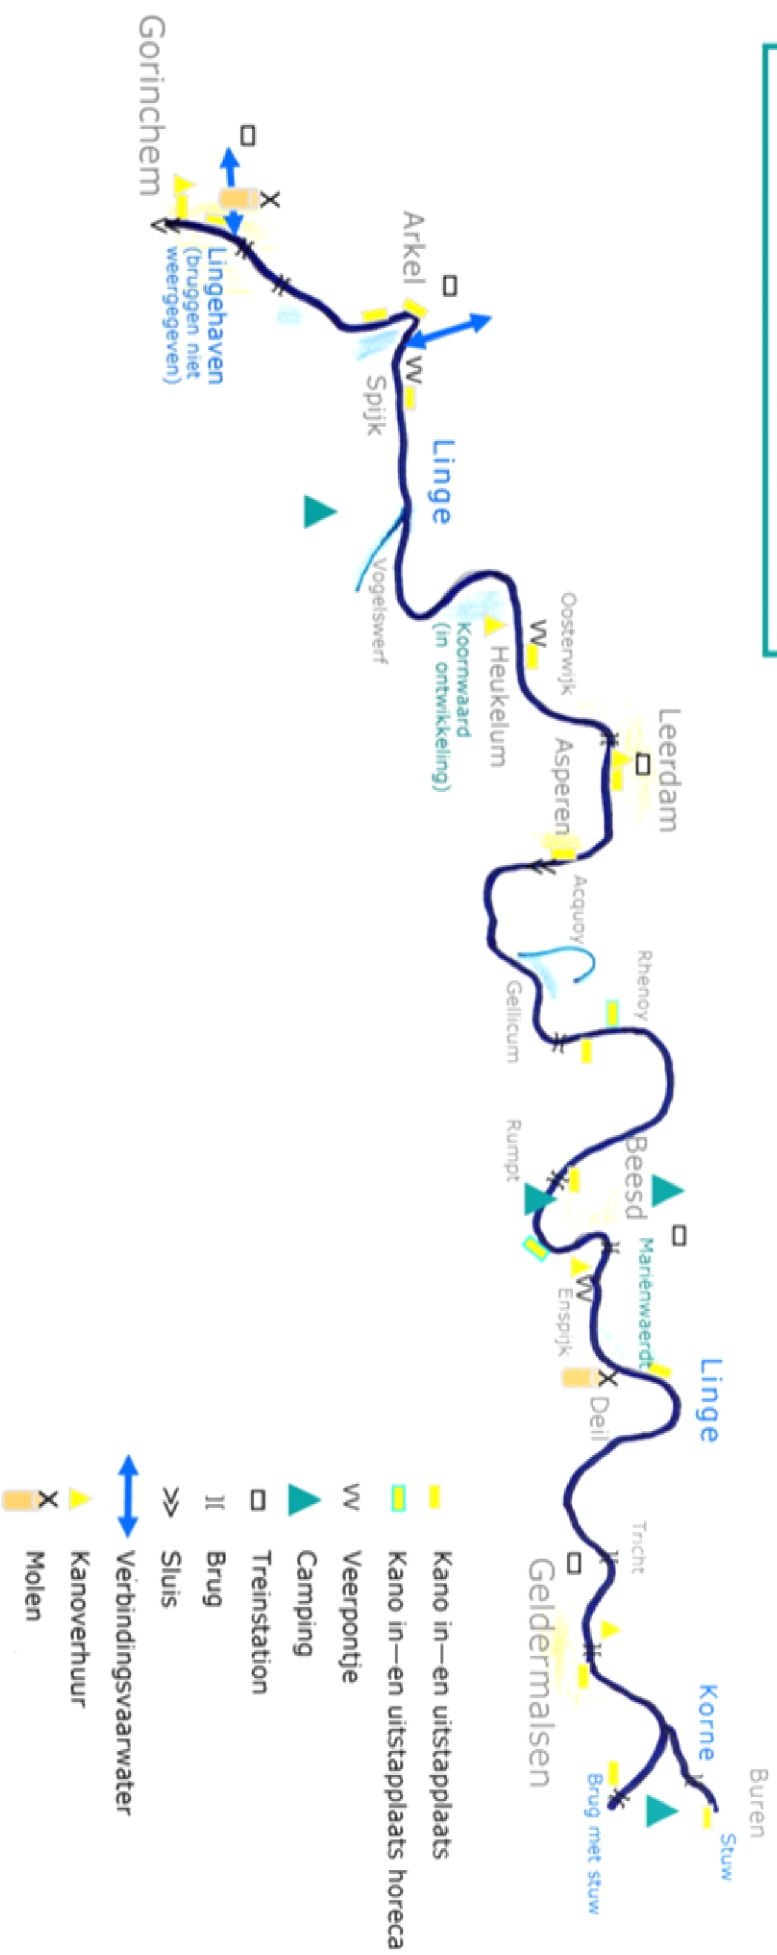 Gorinchem
Lingehaven
(bruggen niet
weergegeven)
Arkel
Spijk
Linge
Vogelswerf
Koornwaard
(in ontwikkeling)
Heukelum
Oosterwijk
Leerdam
Asperen
Acquoy
Gellicum
Rhenoy
Rumpt
Beesd
Mariënwaerdt
Enspijk
Deil
Linge
Tricht
Geldermalsen
Korne
Buren
Stuw
Brug met stuw
Kano in-en uitstapplaats
Kano in-en uitstapplaats horeca
Veerpontje
Camping
Treinstation
Brug
Sluis
Verbindingsvaarwater
Kanoverhuur
Molen